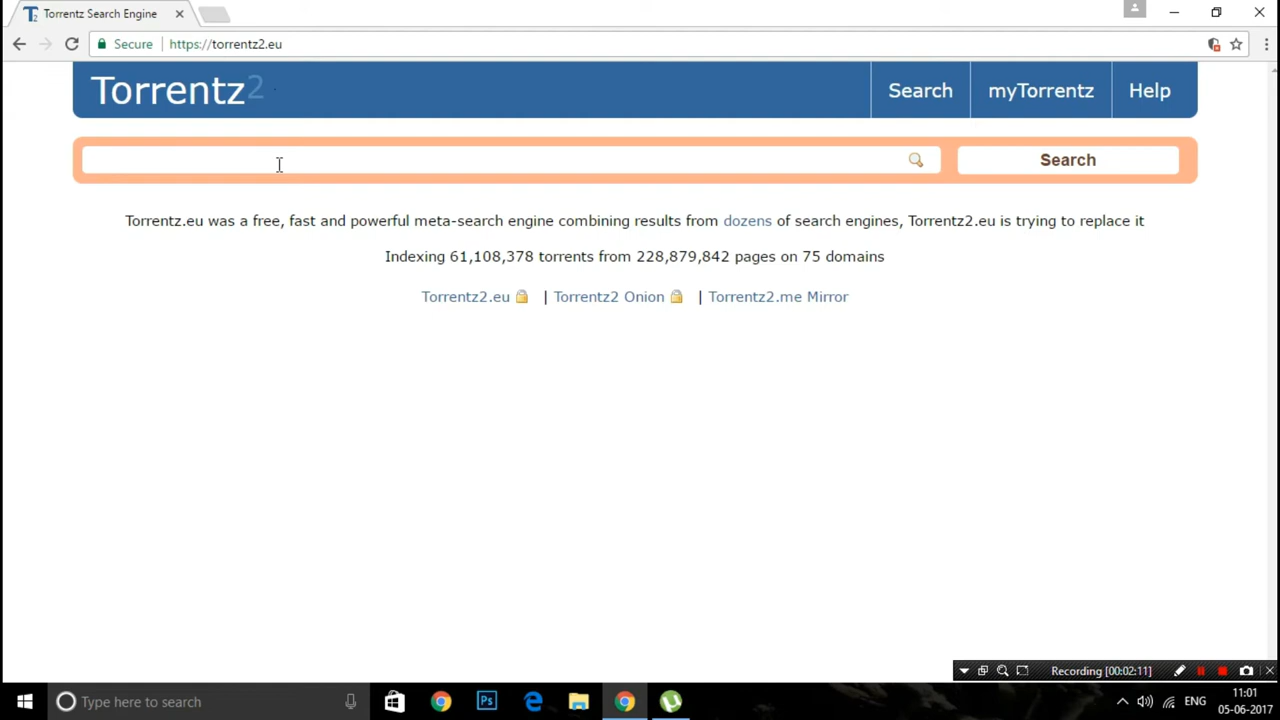 Torrentz Search Engine
Secure https://torrentz2.eu
Torrentz2
Search
myTorrentz
Help
Search
Torrentz.eu was a free, fast and powerful meta-search engine combining results from dozens of search engines, Torrentz2.eu is trying to replace it
Indexing 61,108,378 torrents from 228,879,842 pages on 75 domains
Torrentz2.eu | Torrentz2 Onion | Torrentz2.me Mirror
Recording [00:02:11]
Type here to search
Ps
ENG
11:01
05-06-2017